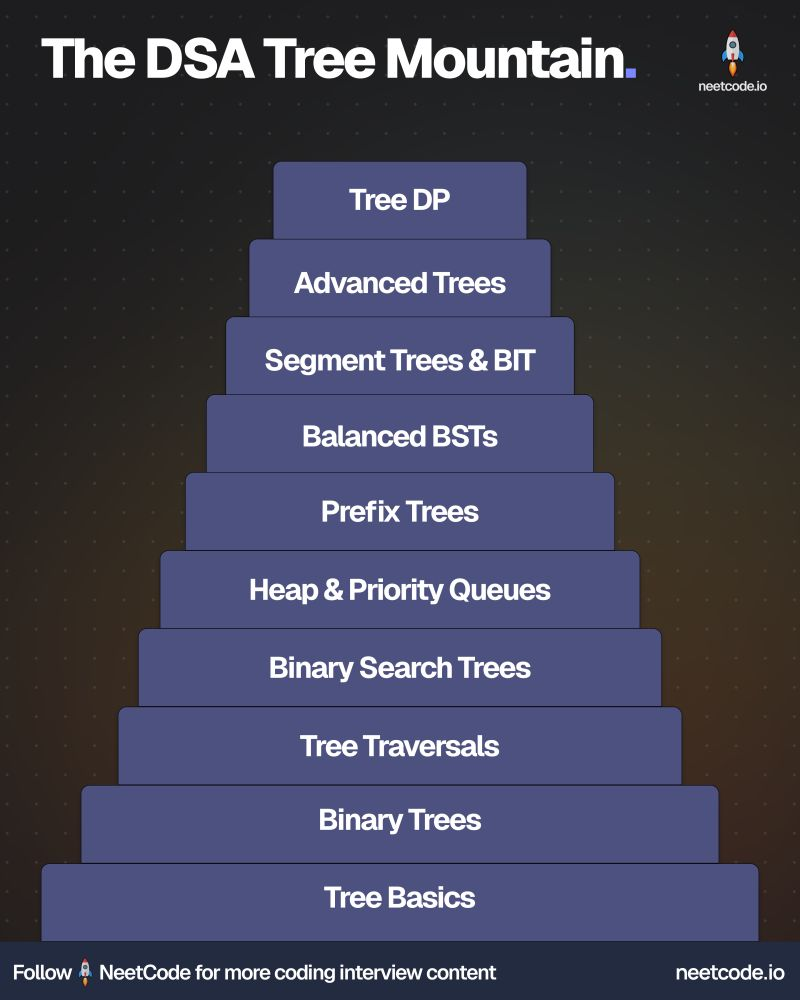 The DSA Tree Mountain.
neetcode.io
Tree DP
Advanced Trees
Segment Trees & BIT
Balanced BSTs
Prefix Trees
Heap & Priority Queues
Binary Search Trees
Tree Traversals
Binary Trees
Tree Basics
Follow 🚀 NeetCode for more coding interview content
neetcode.io